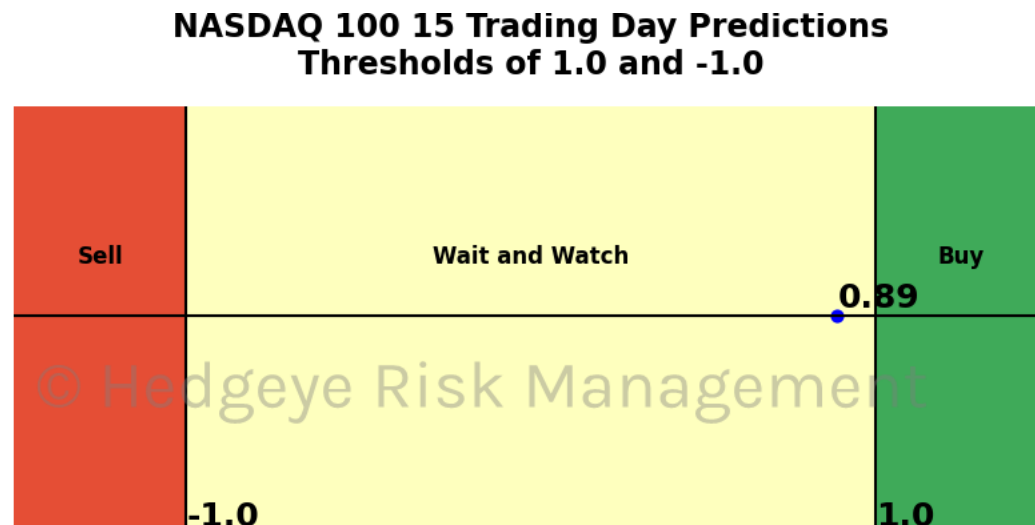 NASDAQ 100 15 Trading Day Predictions
Thresholds of 1.0 and -1.0
Sell
Wait and Watch
Buy
0.89
© Hedgeye Risk Management
-1.0
1.0